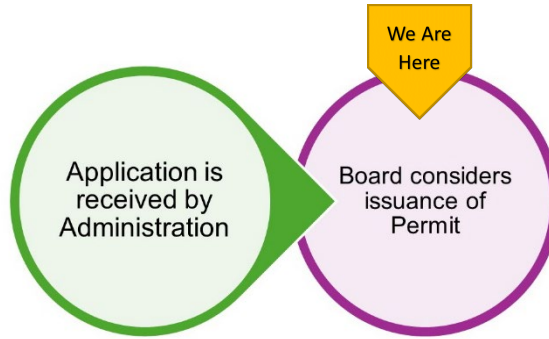 We Are
Here
Application is
received by
Administration
Board considers
issuance of
Permit